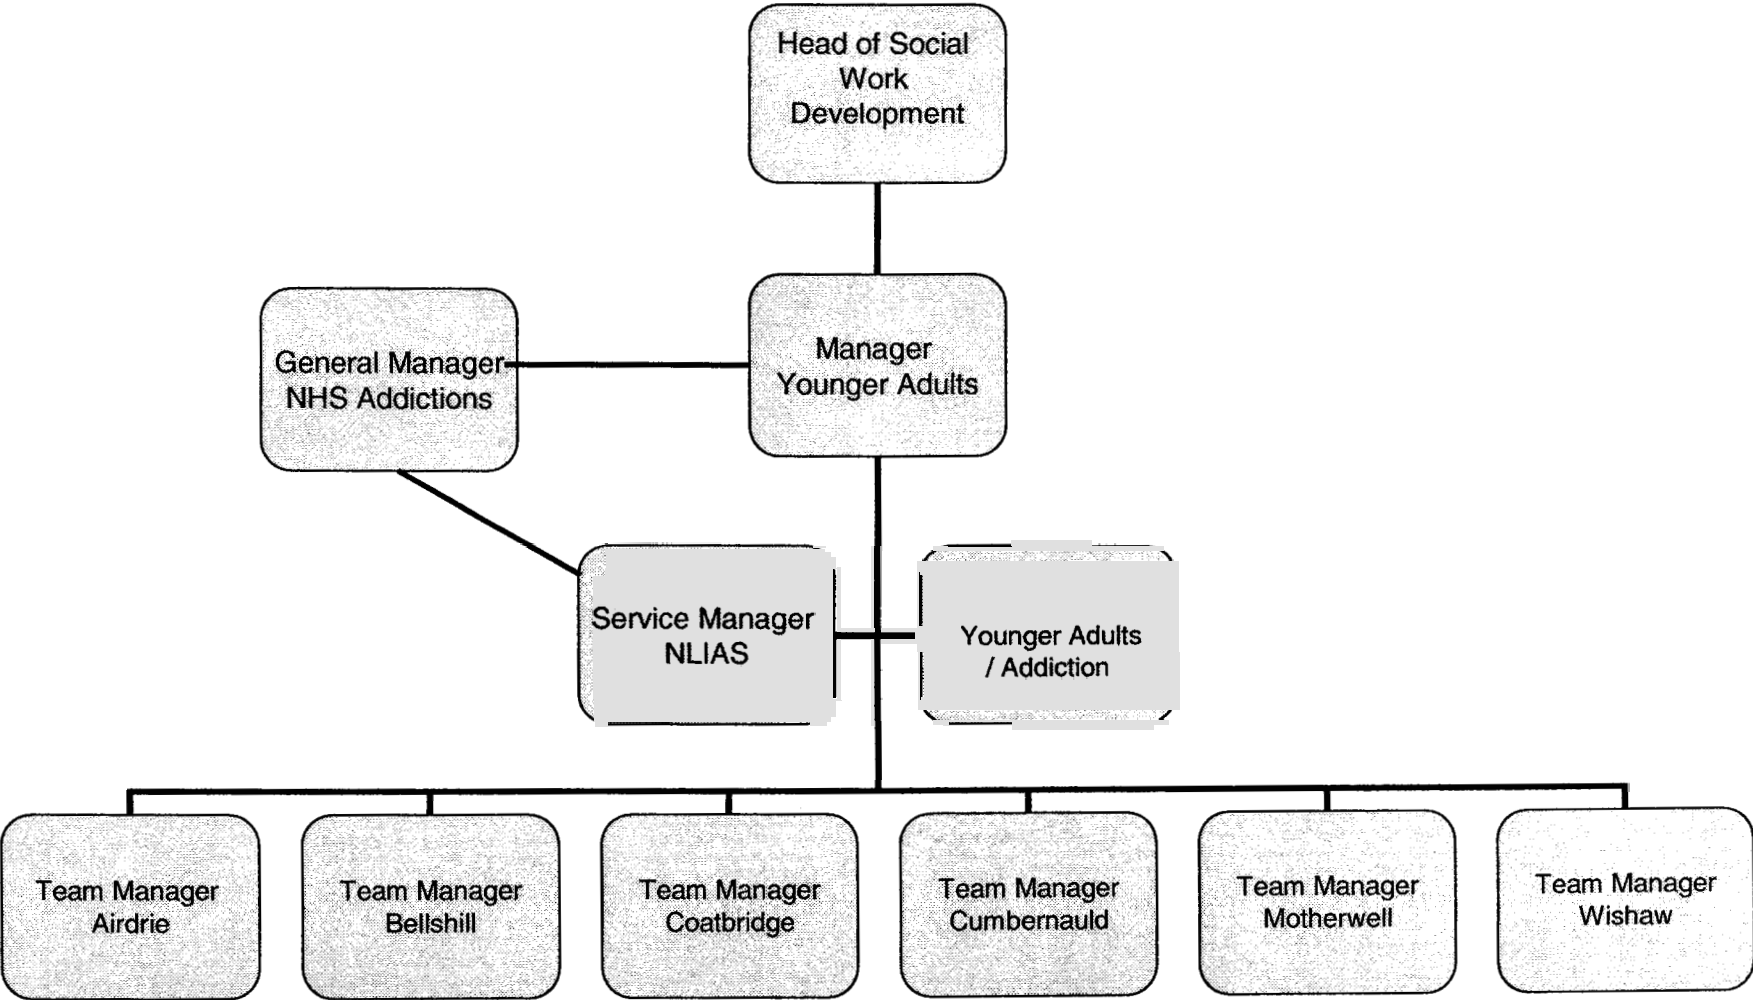 Head of Social
Work
Development
General Manager
NHS Addictions
Manager
Younger Adults
Service Manager
NLIAS
Younger Adults
/ Addiction
Team Manager
Airdrie
Team Manager
Bellshill
Team Manager
Coatbridge
Team Manager
Cumbernauld
Team Manager
Motherwell
Team Manager
Wishaw